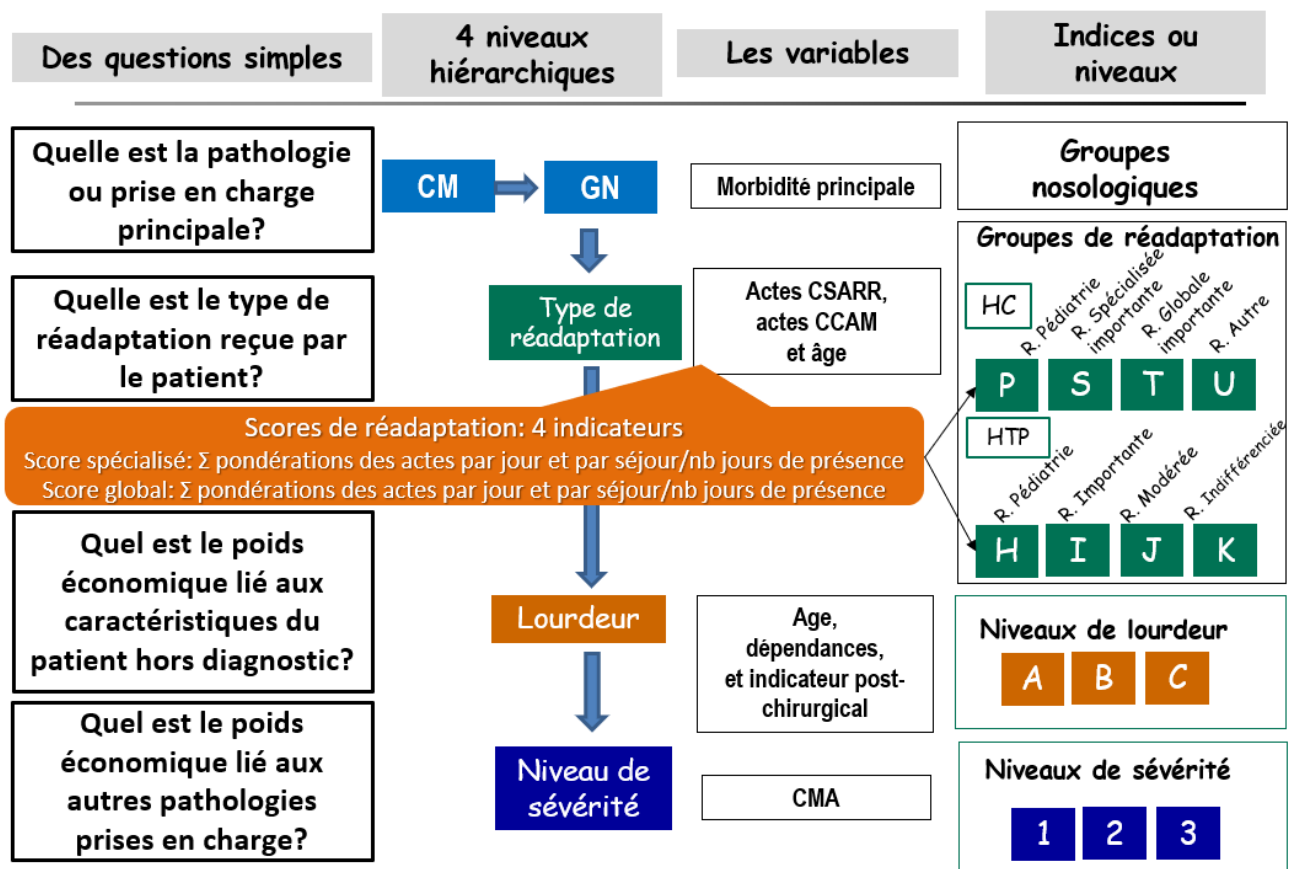 Des questions simples
4 niveaux
hiérarchiques
Les variables
Indices ou
niveaux
Quelle est la pathologie
ou prise en charge
principale?
CM
GN
Morbidité principale
Groupes
nosologiques
Quelle est le type de
réadaptation reçue par
le patient?
Type de
réadaptation
Actes CSARR,
actes CCAM
et âge
Groupes de réadaptation
HC
R. Pédiatrie
R. Spécialisée
importante
R. Globale
importante
R. Autre
P
S
T
U
Scores de réadaptation: 4 indicateurs
Score spécialisé: Σ pondérations des actes par jour et par séjour/nb jours de présence
Score global: Σ pondérations des actes par jour et par séjour/nb jours de présence
HTP
R. Pédiatrie
R. Importante
R. Modérée
R. Indifférenciée
H
I
J
K
Quel est le poids
économique lié aux
caractéristiques du
patient hors diagnostic?
Lourdeur
Age,
dépendances,
et indicateur post-
chirurgical
Niveaux de lourdeur
A
B
C
Quel est le poids
économique lié aux
autres pathologies
prises en charge?
Niveau de
sévérité
CMA
Niveaux de sévérité
1
2
3